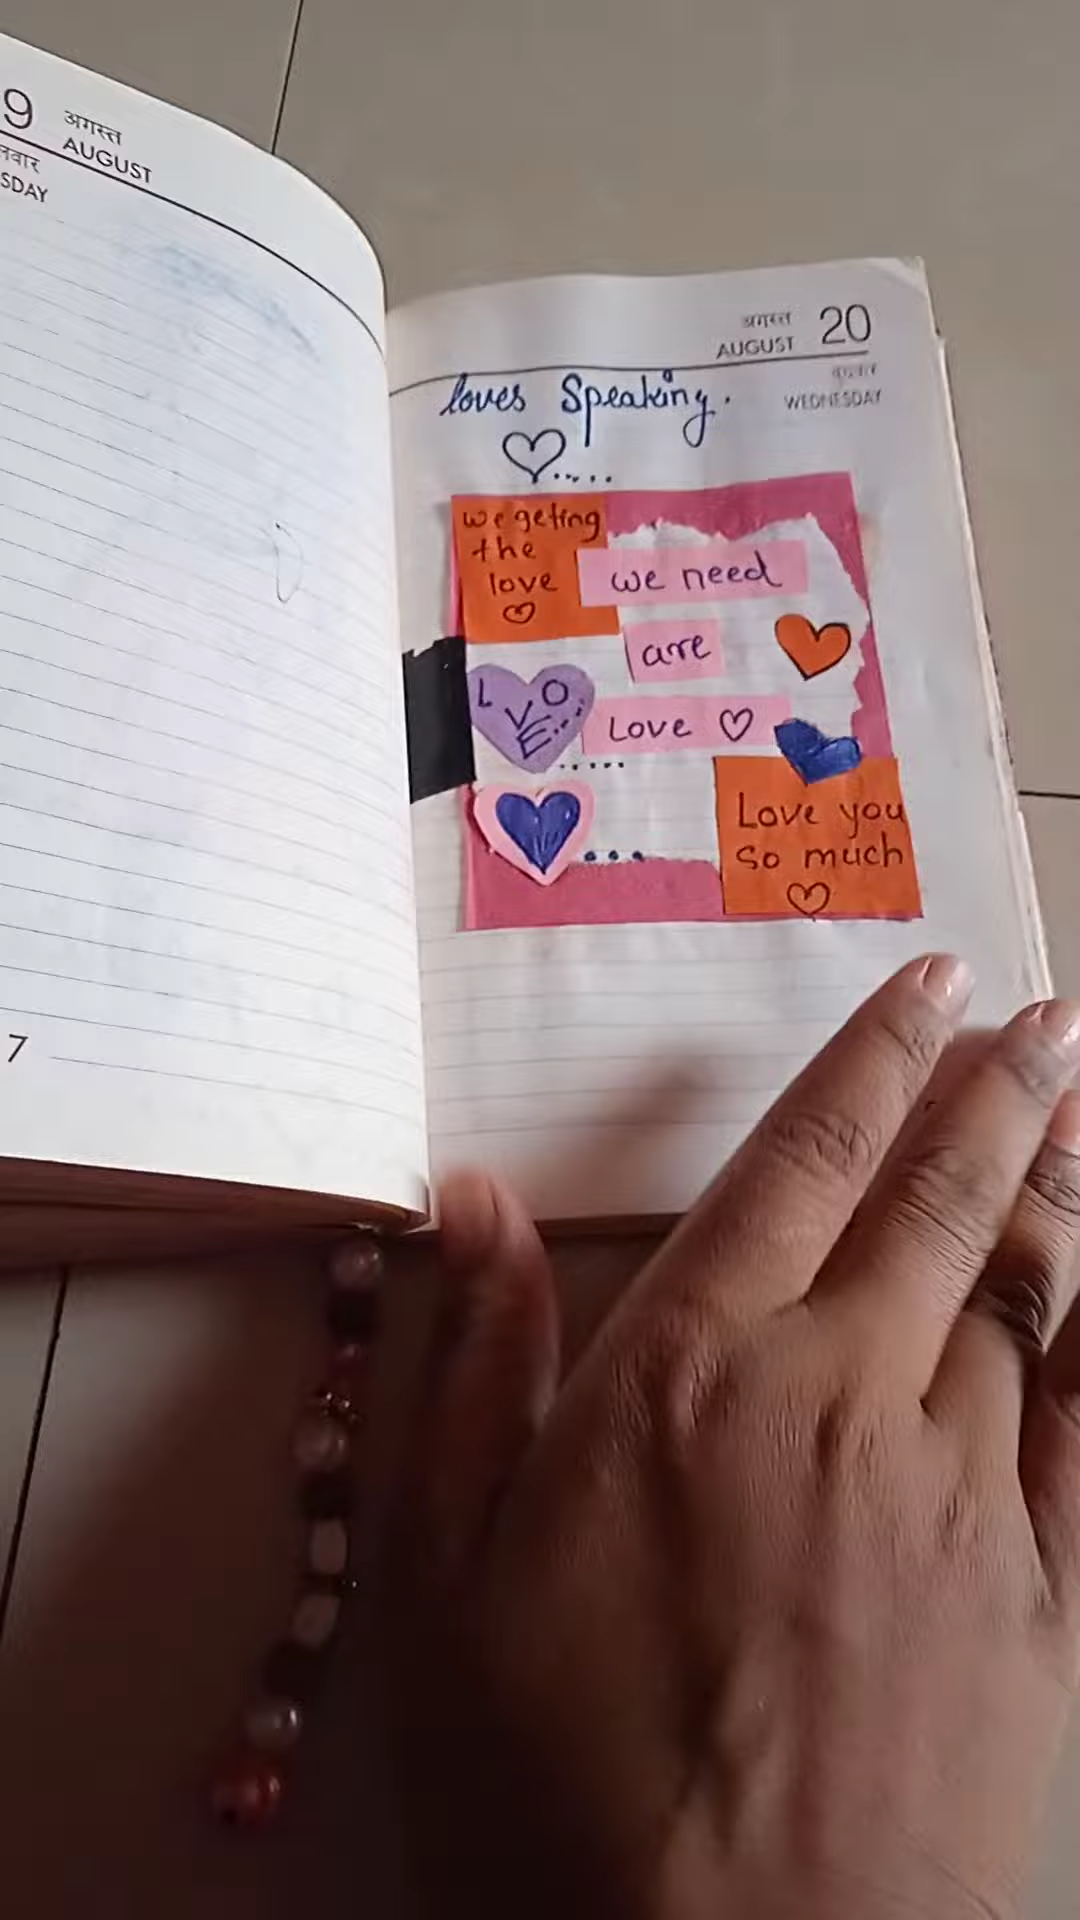 9 अगस्त
AUGUST
SDAY
7
अगस्त
AUGUST 20
WEDNESDAY
loves Speaking.
we geting
the
love
we need
are
L O
V
E....
Love
Love you
so much